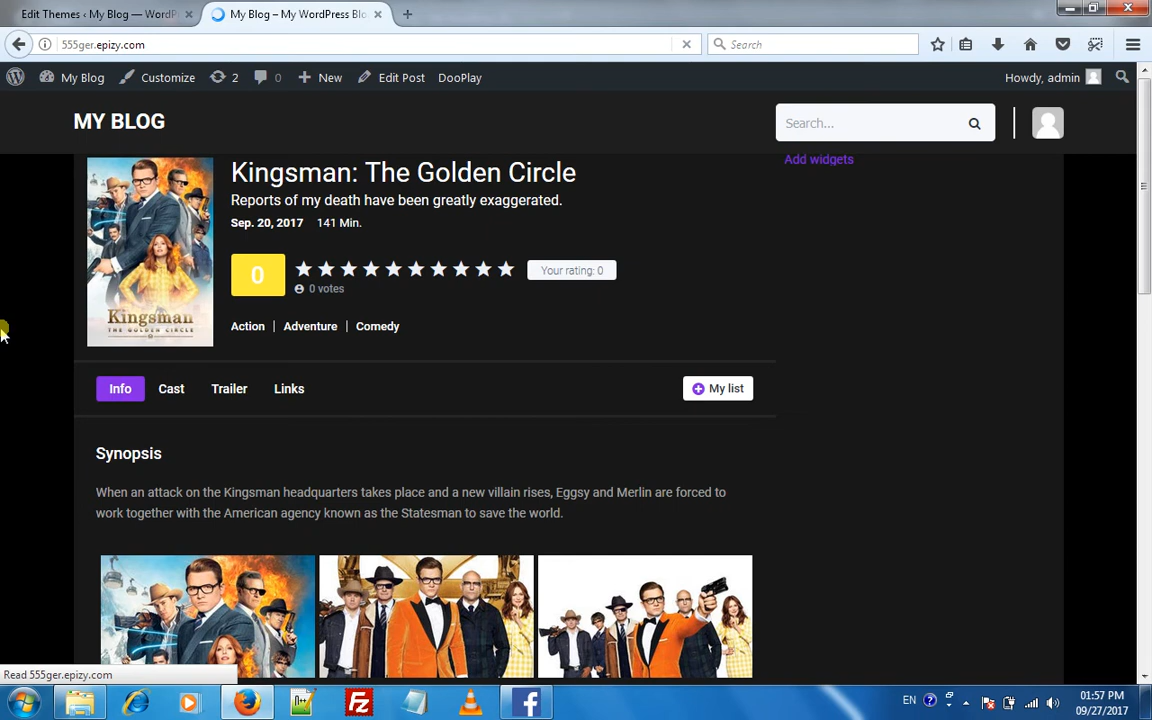 Edit Themes ‹ My Blog — WordP
My Blog – My WordPress Blo
555ger.epizy.com
Search
My Blog
Customize
2
0
New
Edit Post
DooPlay
Howdy, admin
MY BLOG
Search...
Add widgets
Kingsman: The Golden Circle
Reports of my death have been greatly exaggerated.
Sep. 20, 2017 141 Min.
0
Your rating: 0
0 votes
Action | Adventure | Comedy
Kingsman
THE GOLDEN CIRCLE
Info
Cast
Trailer
Links
My list
Synopsis
When an attack on the Kingsman headquarters takes place and a new villain rises, Eggsy and Merlin are forced to
work together with the American agency known as the Statesman to save the world.
Read 555ger.epizy.com
EN
01:57 PM
09/27/2017